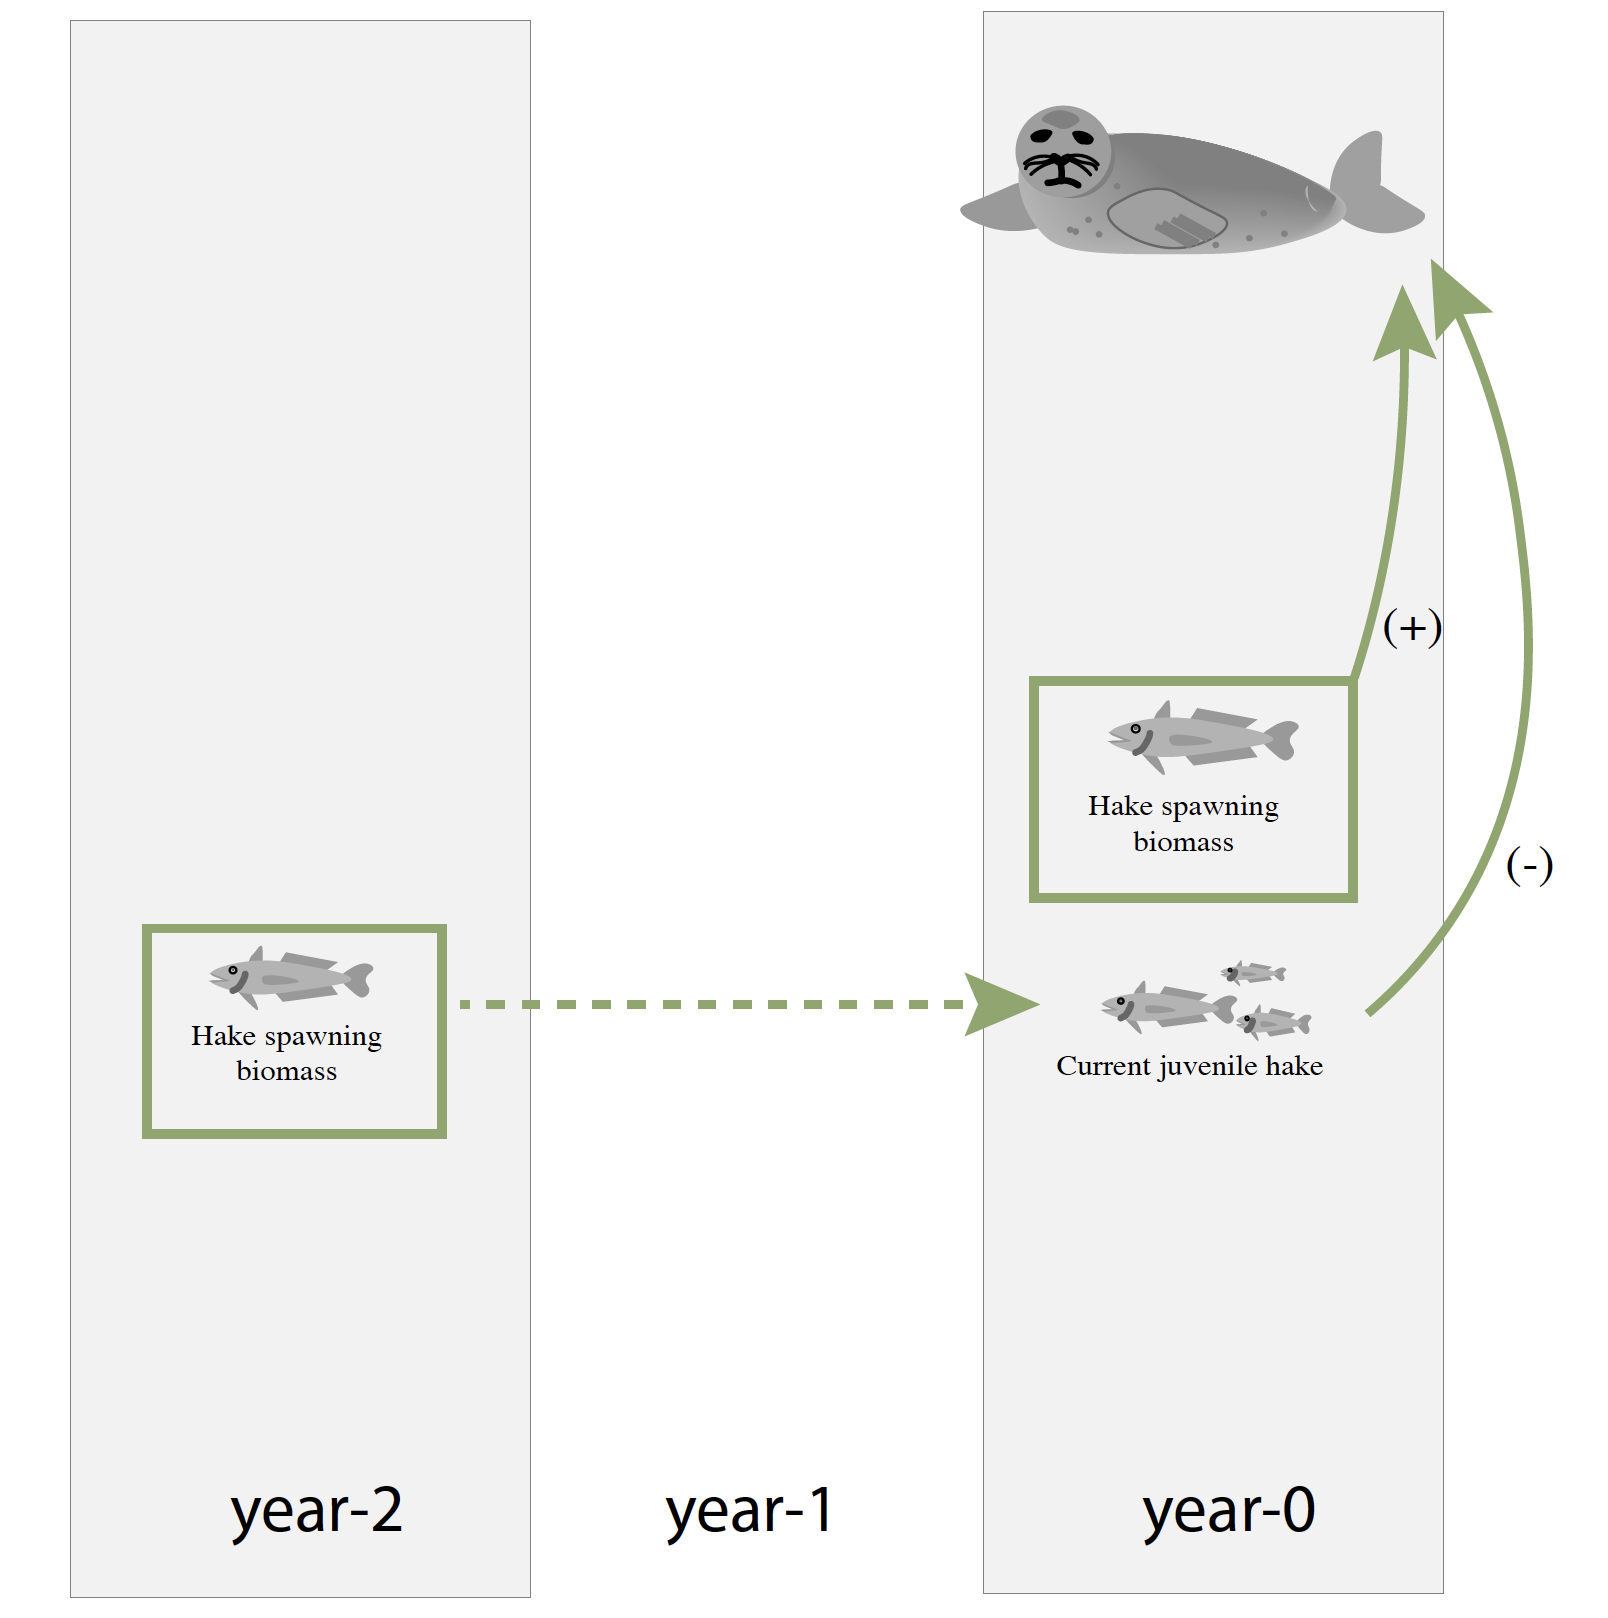 (+)
Hake spawning
biomass
(-)
Hake spawning
biomass
Current juvenile hake
year-2
year-1
year-0